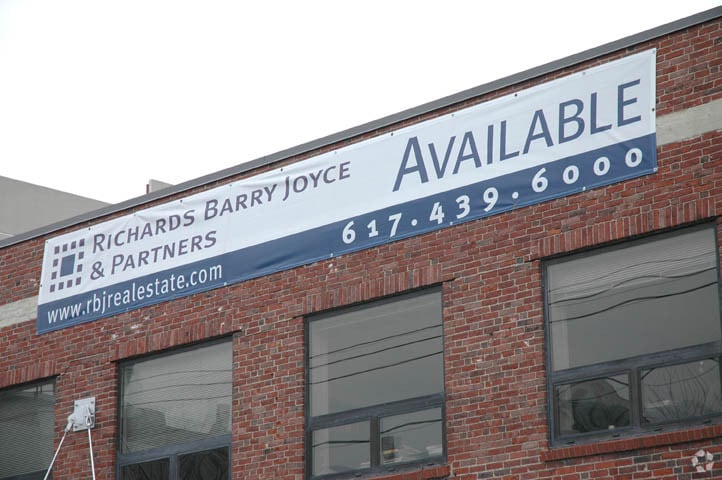 RICHARDS BARRY JOYCE
& PARTNERS
www.rbjrealestate.com
AVAILABLE
617.439.6000